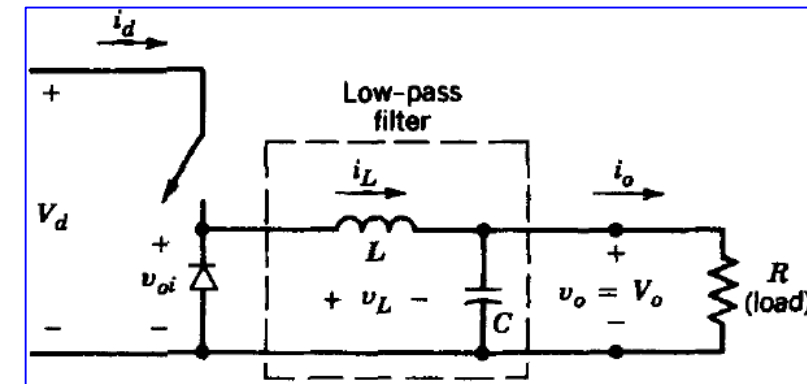 i_d
+
Low-pass
filter
i_L
i_o
V_d
+
v_oi
L
+ v_L -
C
+
v_o = V_o
-
R
(load)
- -